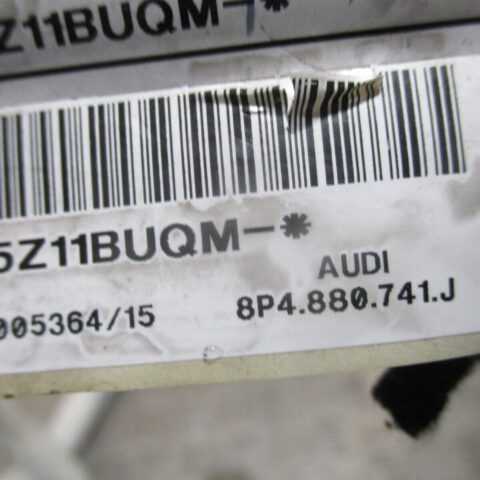 Z11BUQM-*
5Z11BUQM-*
AUDI
005364/15
8P4.880.741.J